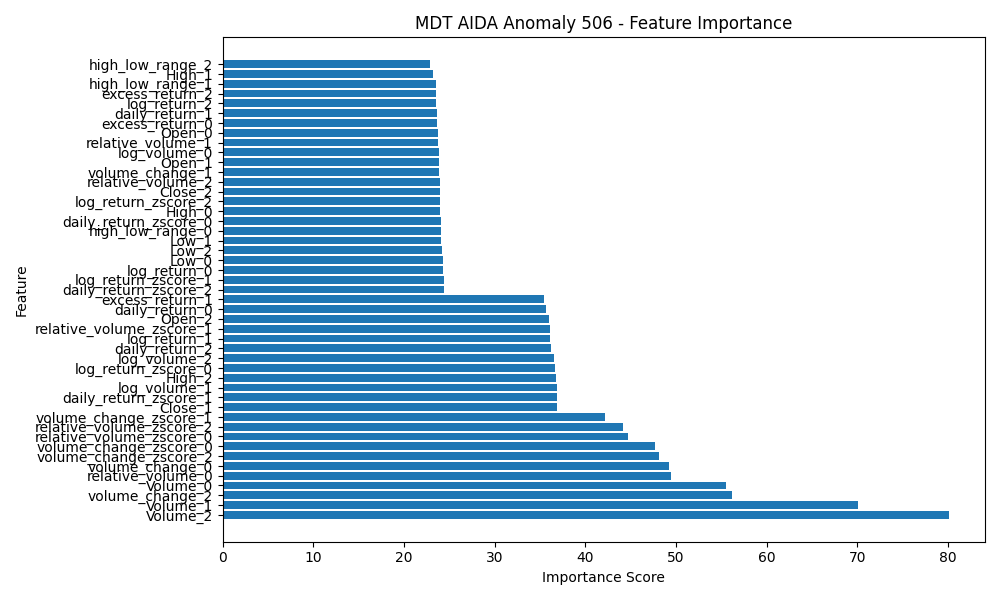 MDT AIDA Anomaly 506 - Feature Importance
high_low_range_2
High_1
high_low_range_1
excess_return_2
log_return_2
daily_return_1
excess_return_0
Open_0
relative_volume_1
log_volume_0
Open_1
volume_change_1
relative_volume_2
Close_2
log_return_zscore_2
High_0
daily_return_zscore_0
high_low_range_0
Low_1
Low_2
Low_0
log_return_0
log_return_zscore_1
daily_return_zscore_2
excess_return_1
daily_return_0
Open_2
relative_volume_zscore_1
log_return_1
daily_return_2
log_volume_2
log_return_zscore_0
High_2
log_volume_1
daily_return_zscore_1
Close_1
volume_change_zscore_1
relative_volume_zscore_2
relative_volume_zscore_0
volume_change_zscore_0
volume_change_zscore_2
volume_change_0
relative_volume_0
Volume_0
volume_change_2
Volume_1
Volume_2
Feature
0 10 20 30 40 50 60 70 80
Importance Score